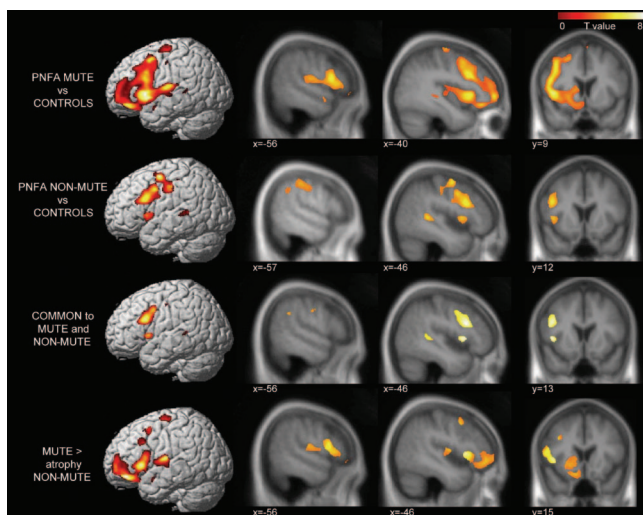 0 T value 8
PNFA MUTE
vs
CONTROLS
x=-56
x=-40
y=9
PNFA NON-MUTE
vs
CONTROLS
x=-57
x=-46
y=12
COMMON to
MUTE and
NON-MUTE
x=-56
x=-46
y=13
MUTE >
atrophy
NON-MUTE
x=-56
x=-46
y=15